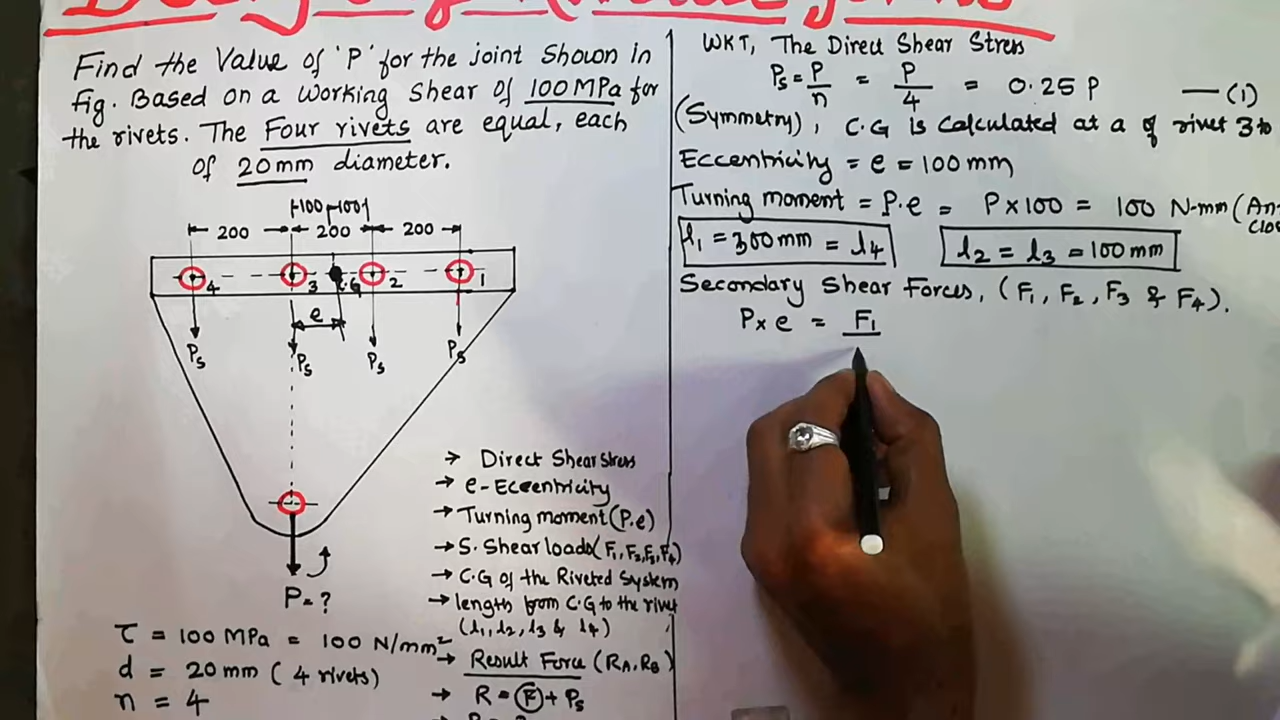 Find the Value of 'P' for the joint Shown in
fig. Based on a working shear of 100 MPa for
the rivets. The Four rivets are equal, each
of 20mm diameter.
100 100
200 200 200
4 3 C.G 2 1
e
Ps Ps Ps Ps
P = ?
τ = 100 MPa = 100 N/mm²
d = 20mm ( 4 rivets)
n = 4
→ Direct Shear Stress
→ e - Eccentricity
→ Turning moment (P.e)
→ S. Shear loads (F1, F2, F3, F4)
→ C.G of the Riveted System
→ length from C.G to the rivet
(l1, l2, l3 & l4)
→ Result Force (RA, RB)
→ R = F + Ps
WKT, The Direct Shear Stress
Ps = P/n = P/4 = 0.25 P — (1)
(Symmetry), C.G is Calculated at a of rivet 3 to
Eccentricity = e = 100 mm
Turning moment = P.e = P x 100 = 100 N-mm (An
Cloc
l1 = 300mm = l4 l2 = l3 = 100 mm
Secondary Shear Forces, (F1, F2, F3 & F4).
P x e = F1